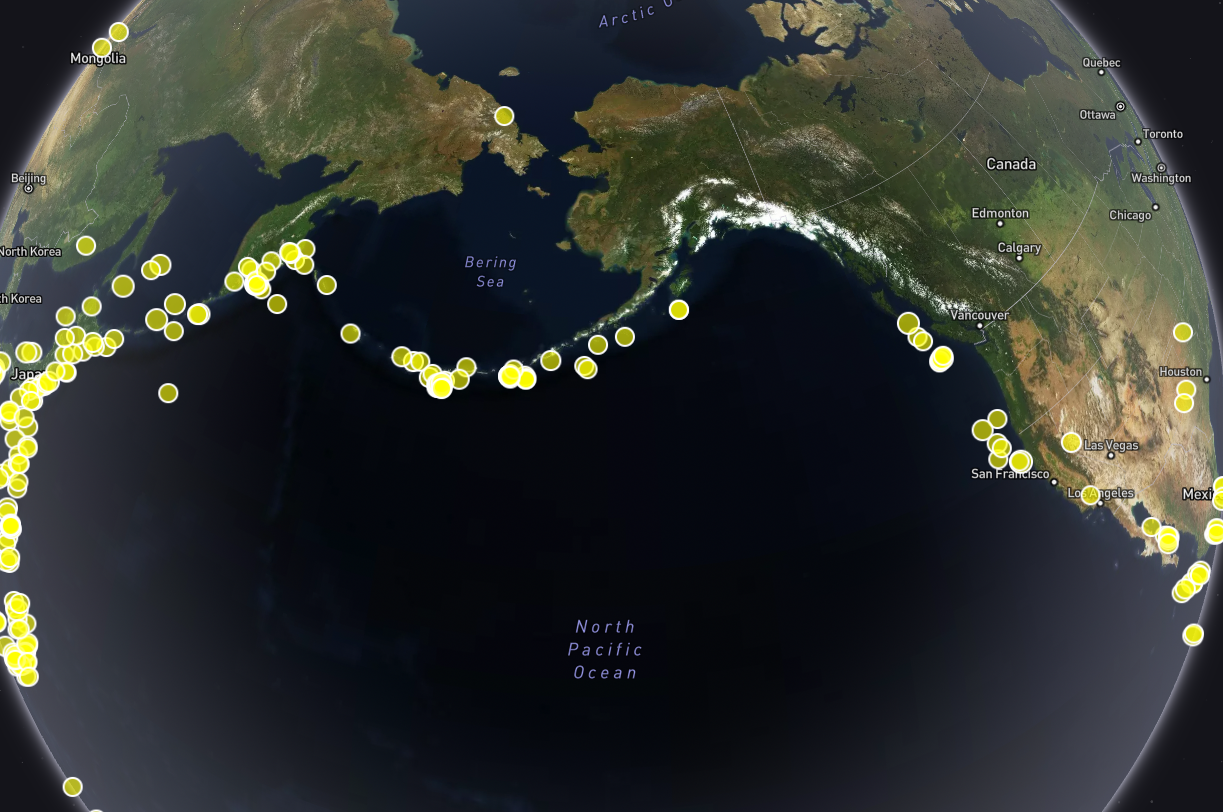 Arctic O
Mongolia
Quebec
Ottawa
Toronto
Canada
Washington
Beijing
Edmonton
Chicago
Calgary
North Korea
Bering
Sea
th Korea
Vancouver
Houston
Japa
Las Vegas
San Francisco
Los Angeles
Mexi
North
Pacific
Ocean